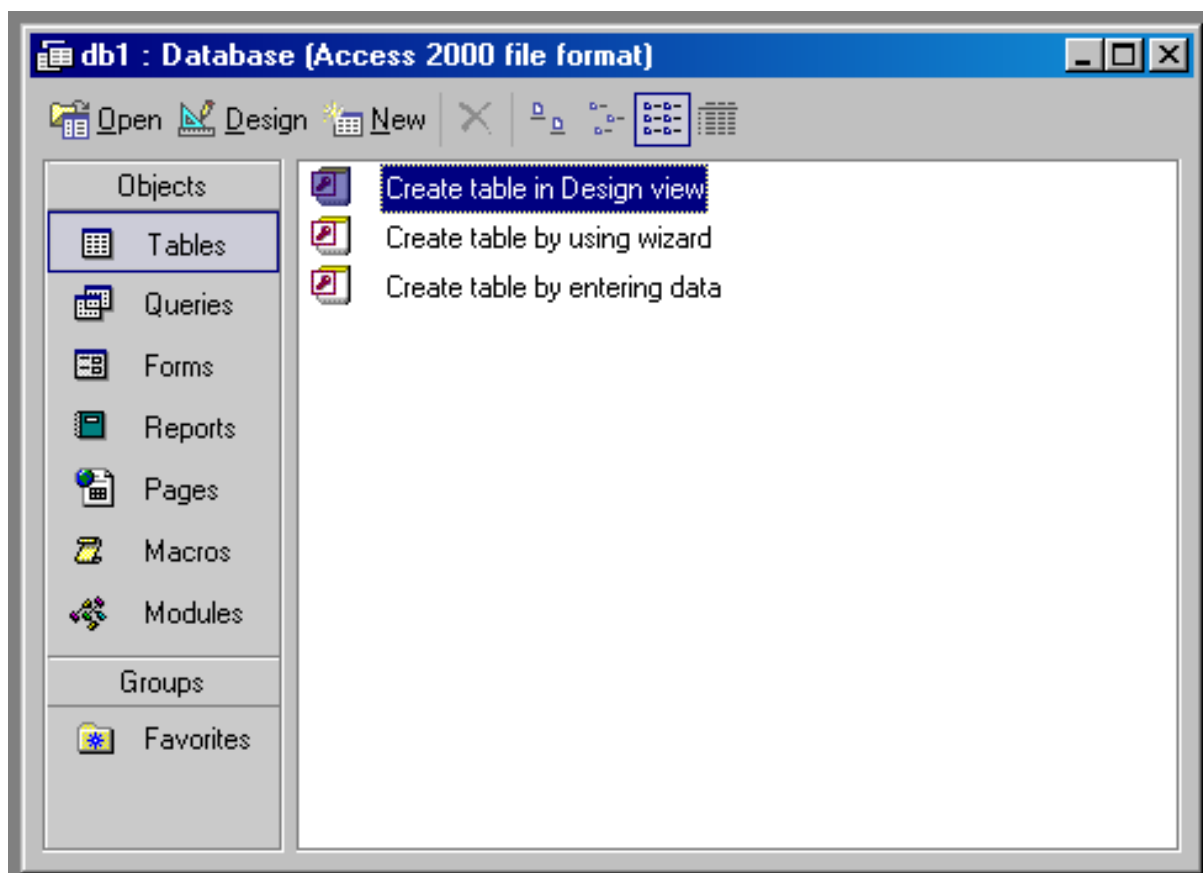 db1 : Database (Access 2000 file format)
Open Design New
Objects
Tables
Queries
Forms
Reports
Pages
Macros
Modules
Groups
Favorites
Create table in Design view
Create table by using wizard
Create table by entering data